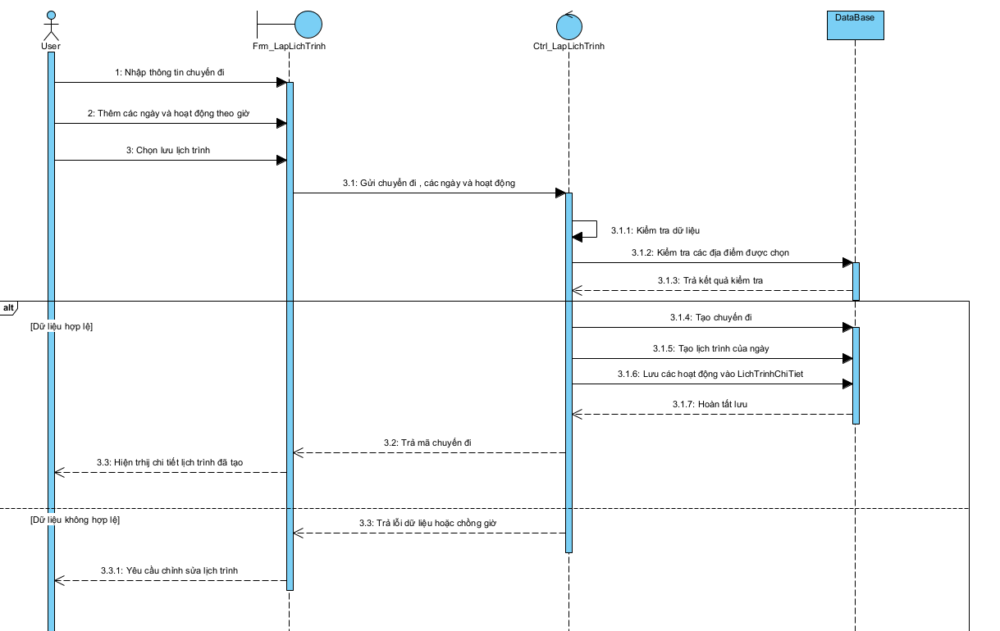 DataBase
User
Frm_LapLichTrinh
Ctrl_LapLichTrinh
1: Nhập thông tin chuyến đi
2: Thêm các ngày và hoạt động theo giờ
3: Chọn lưu lịch trình
3.1: Gửi chuyến đi , các ngày và hoạt động
3.1.1: Kiểm tra dữ liệu
3.1.2: Kiểm tra các địa điểm được chọn
3.1.3: Trả kết quả kiểm tra
alt
3.1.4: Tạo chuyến đi
[Dữ liệu hợp lệ]
3.1.5: Tạo lịch trình của ngày
3.1.6: Lưu các hoạt động vào LichTrinhChiTiet
3.1.7: Hoàn tất lưu
3.2: Trả mã chuyến đi
3.3: Hiện trhij chi tiết lịch trình đã tạo
[Dữ liệu không hợp lệ]
3.3: Trả lỗi dữ liệu hoặc chồng giờ
3.3.1: Yêu cầu chỉnh sửa lịch trình